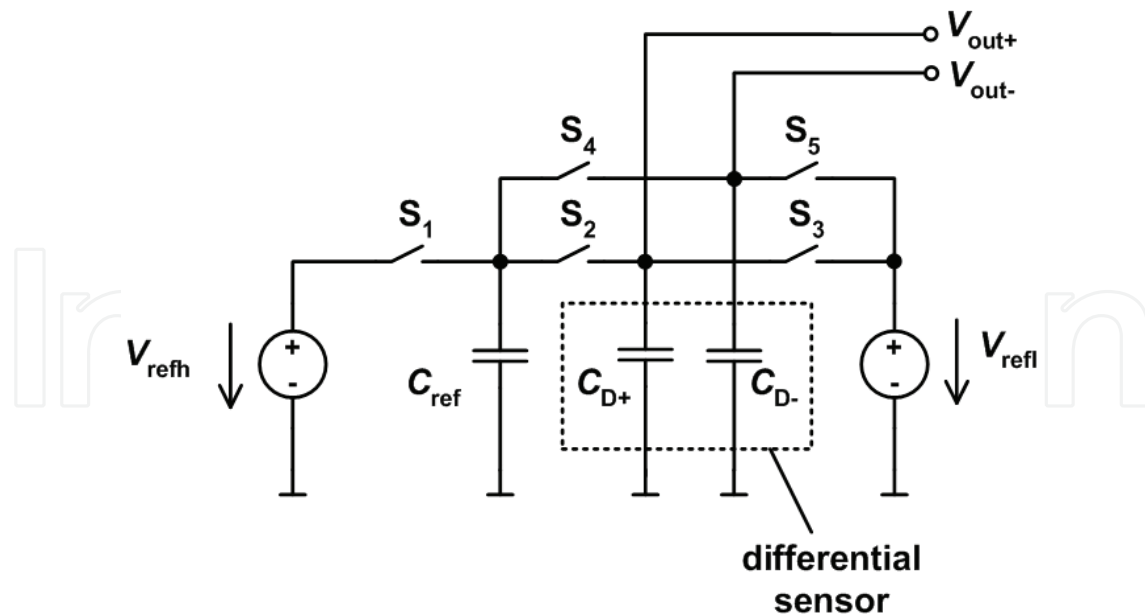 Vout+
Vout-
S4
S5
S1
S2
S3
+
-
Vrefh
Cref
CD+
CD-
+
-
Vrefl
differential
sensor